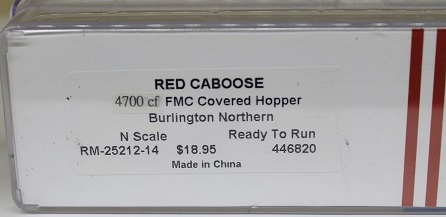 RED CABOOSE
4700 cf FMC Covered Hopper
Burlington Northern
N Scale Ready To Run
RM-25212-14 $18.95 446820
Made in China